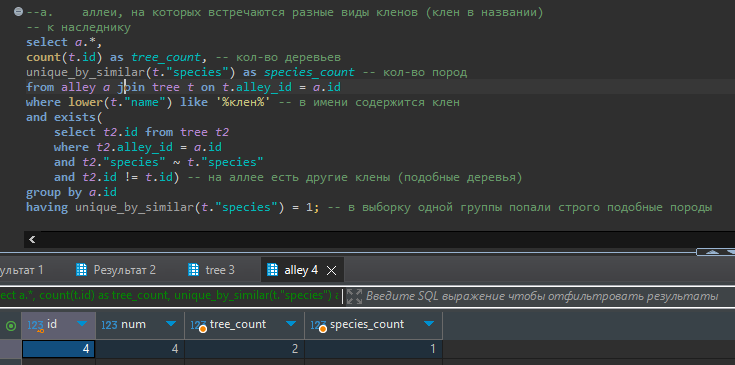 --а.    аллеи, на которых встречаются разные виды кленов (клен в названии)
-- к наследнику
select a.*,
count(t.id) as tree_count, -- кол-во деревьев
unique_by_similar(t."species") as species_count -- кол-во пород
from alley a join tree t on t.alley_id = a.id
where lower(t."name") like '%клен%' -- в имени содержится клен
and exists(
    select t2.id from tree t2
    where t2.alley_id = a.id
    and t2."species" ~ t."species"
    and t2.id != t.id) -- на аллее есть другие клены (подобные деревья)
group by a.id
having unique_by_similar(t."species") = 1; -- в выборку одной группы попали строго подобные породы
ультат 1 Результат 2 tree 3 alley 4
ect a.*, count(t.id) as tree_count, unique_by_similar(t."species") a Введите SQL выражение чтобы отфильтровать результаты
123 id 123 num 123 tree_count 123 species_count
4 4 2 1